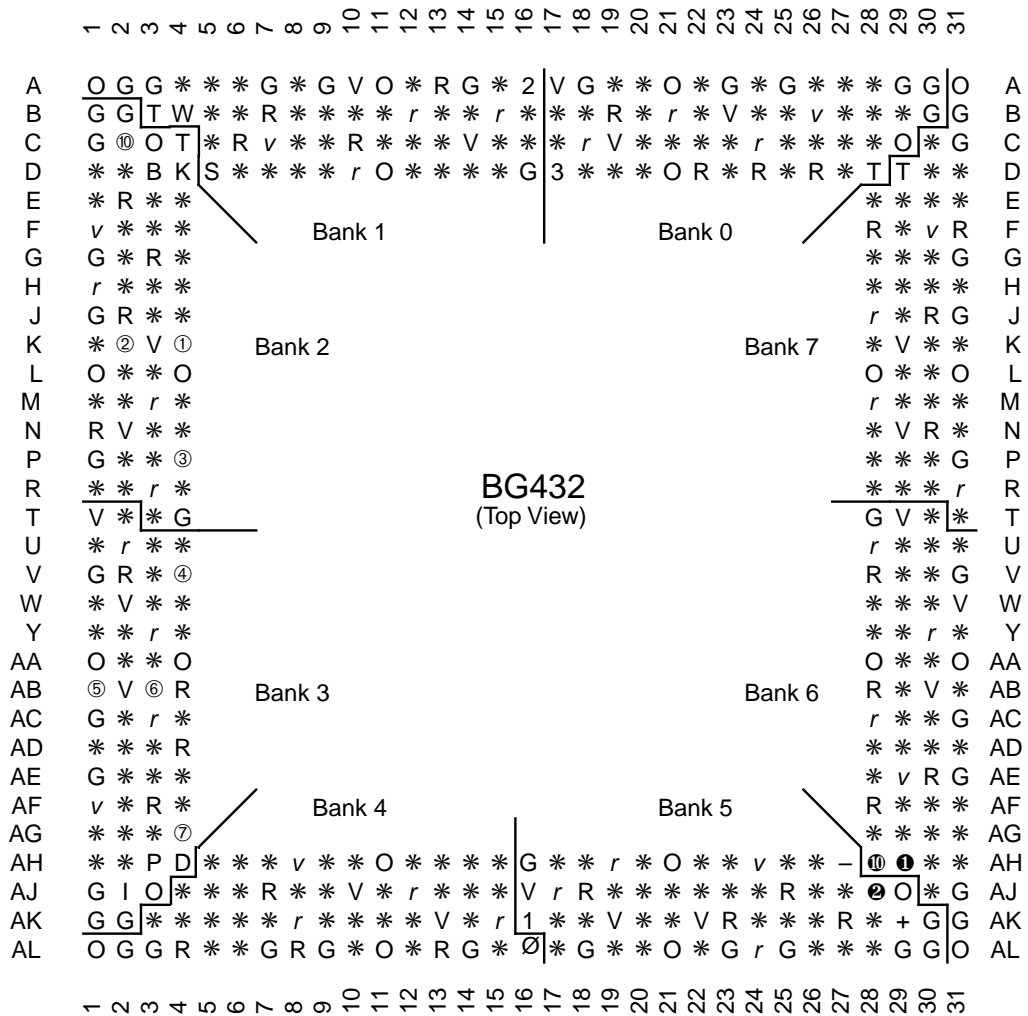 1 2 3 4 5 6 7 8 9 10 11 12 13 14 15 16 17 18 19 20 21 22 23 24 25 26 27 28 29 30 31
A O G G * * * G * G V O * R G * 2 V G * * O * G * G * * * G G O A
B G G T W * * R * * * * r * * r * * * R * r * V * * v * * * G G B
C G ⑩ O T * R v * * R * * * V * * * r V * * * * r * * * * O * G C
D * * B K S * * * * r O * * * * G 3 * * * O R * R * R * T T * * D
E * R * * * * * * E
F v * * * Bank 1 Bank 0 R * v R F
G G * R * * * * G G
H r * * * * * * * H
J G R * * r * R G J
K * ② V ① Bank 2 Bank 7 * V * * K
L O * * O O * * O L
M * * r * r * * * M
N R V * * * V R * N
P G * * ③ BG432 * * * G P
R * * r * * * * r R
T V * * G (Top View) G V * * T
U * r * * r * * * U
V G R * ④ R * * G V
W * V * * * * * V W
Y * * r * * * r * Y
AA O * * O O * * O AA
AB ⑤ V ⑥ R Bank 3 Bank 6 R * V * AB
AC G * r * r * * G AC
AD * * * R * * * * AD
AE G * * * * v R G AE
AF v * R * Bank 4 Bank 5 R * * * AF
AG * * * ⑦ * * * * AG
AH * * P D * * * v * * O * * * * G * * r * O * * v * * – ❿ ❶ * * AH
AJ G I O * * * R * * V * r * * * V r R * * * * * * R * * ❷ O * G AJ
AK G G * * * * * r * * * * V * r 1 * * V * * V R * * * R * + G G AK
AL O G G R * * G R G * O * R G * Ø * G * * O * G r G * * * G G O AL
1 2 3 4 5 6 7 8 9 10 11 12 13 14 15 16 17 18 19 20 21 22 23 24 25 26 27 28 29 30 31